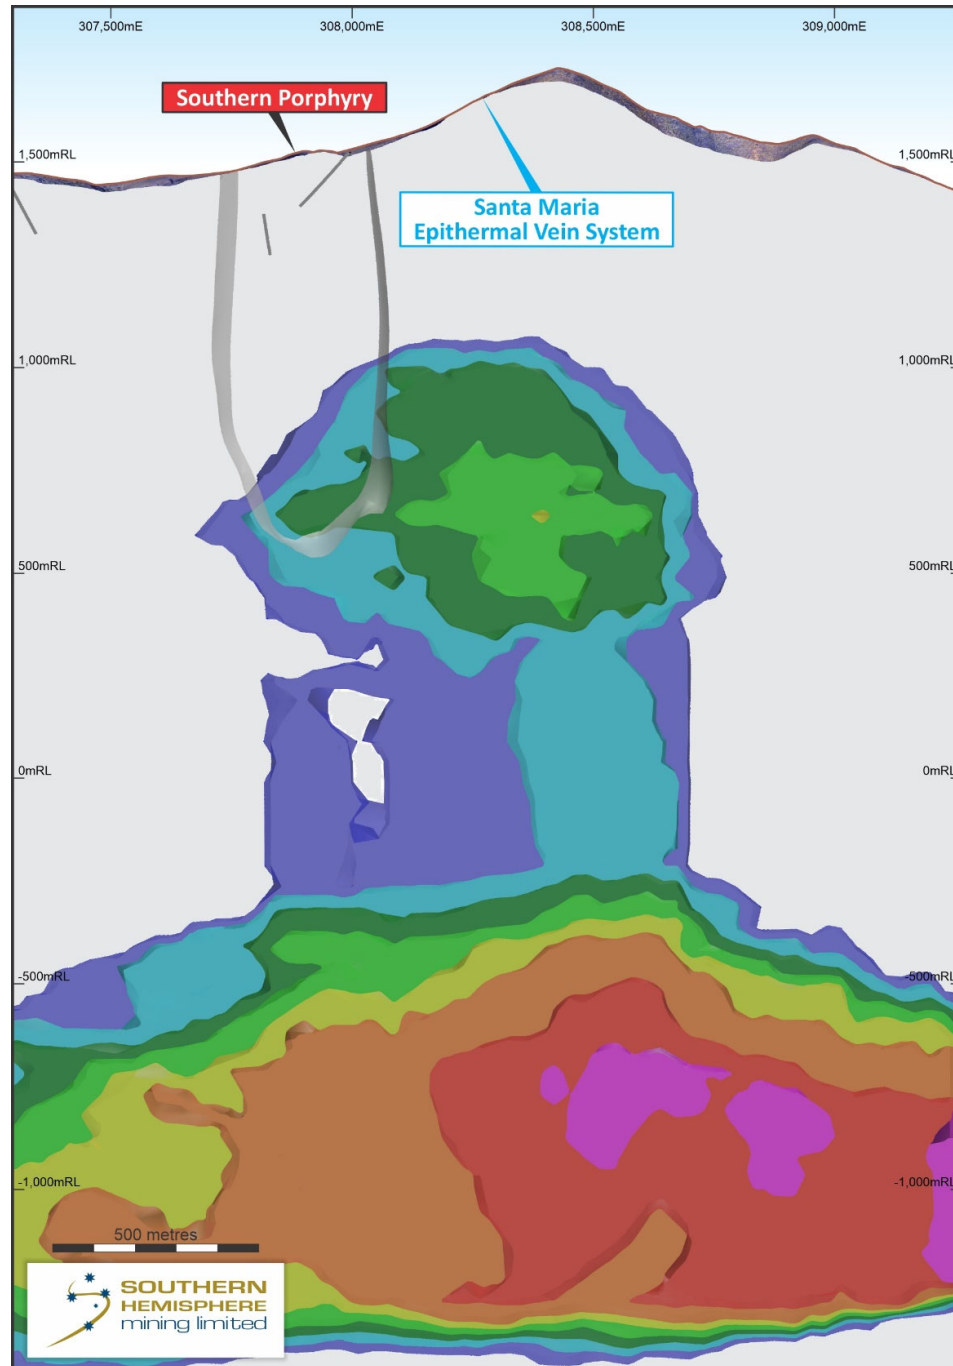 307,500mE
308,000mE
308,500mE
309,000mE
Southern Porphyry
1,500mRL
1,500mRL
Santa Maria
Epithermal Vein System
1,000mRL
1,000mRL
500mRL
500mRL
0mRL
0mRL
-500mRL
-500mRL
-1,000mRL
-1,000mRL
500 metres
SOUTHERN
HEMISPHERE
mining limited